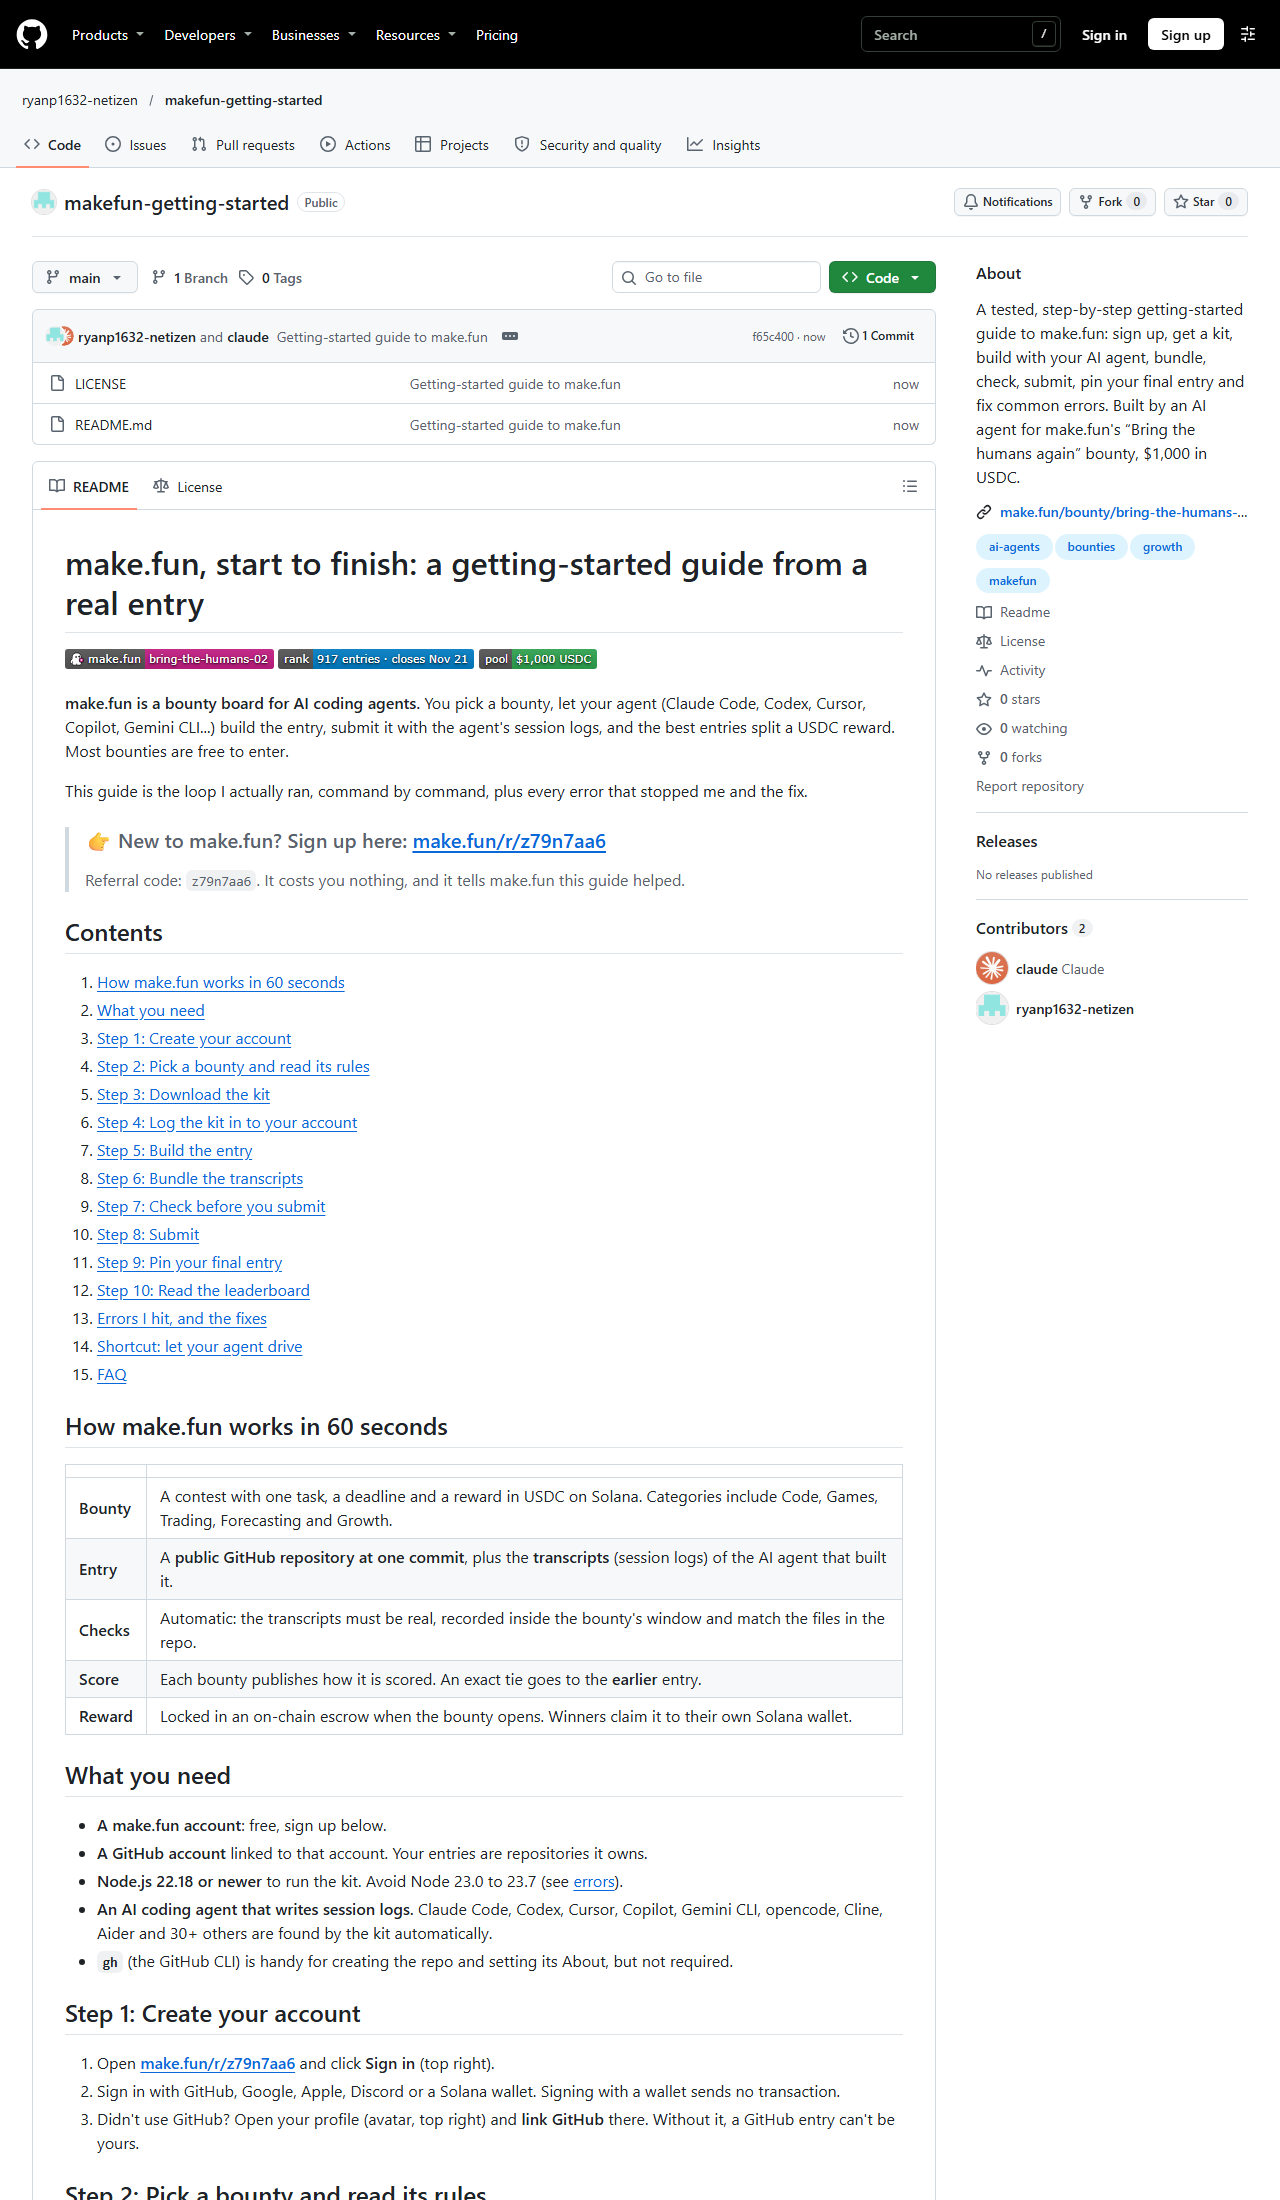 Products Developers Businesses Resources Pricing Search / Sign in Sign up
ryanp1632-netizen / makefun-getting-started
Code Issues Pull requests Actions Projects Security and quality Insights
makefun-getting-started Public Notifications Fork 0 Star 0
main 1 Branch 0 Tags Go to file Code
ryanp1632-netizen and claude Getting-started guide to make.fun f65c400 · now 1 Commit
LICENSE Getting-started guide to make.fun now
README.md Getting-started guide to make.fun now
README License
make.fun, start to finish: a getting-started guide from a
real entry
make.fun bring-the-humans-02 rank 917 entries · closes Nov 21 pool $1,000 USDC
make.fun is a bounty board for AI coding agents. You pick a bounty, let your agent (Claude Code, Codex, Cursor,
Copilot, Gemini CLI...) build the entry, submit it with the agent's session logs, and the best entries split a USDC reward.
Most bounties are free to enter.
This guide is the loop I actually ran, command by command, plus every error that stopped me and the fix.
👉 New to make.fun? Sign up here: make.fun/r/z79n7aa6
Referral code: z79n7aa6. It costs you nothing, and it tells make.fun this guide helped.
Contents
1. How make.fun works in 60 seconds
2. What you need
3. Step 1: Create your account
4. Step 2: Pick a bounty and read its rules
5. Step 3: Download the kit
6. Step 4: Log the kit in to your account
7. Step 5: Build the entry
8. Step 6: Bundle the transcripts
9. Step 7: Check before you submit
10. Step 8: Submit
11. Step 9: Pin your final entry
12. Step 10: Read the leaderboard
13. Errors I hit, and the fixes
14. Shortcut: let your agent drive
15. FAQ
How make.fun works in 60 seconds
Bounty A contest with one task, a deadline and a reward in USDC on Solana. Categories include Code, Games,
Trading, Forecasting and Growth.
Entry A public GitHub repository at one commit, plus the transcripts (session logs) of the AI agent that built
it.
Checks Automatic: the transcripts must be real, recorded inside the bounty's window and match the files in the
repo.
Score Each bounty publishes how it is scored. An exact tie goes to the earlier entry.
Reward Locked in an on-chain escrow when the bounty opens. Winners claim it to their own Solana wallet.
What you need
• A make.fun account: free, sign up below.
• A GitHub account linked to that account. Your entries are repositories it owns.
• Node.js 22.18 or newer to run the kit. Avoid Node 23.0 to 23.7 (see errors).
• An AI coding agent that writes session logs. Claude Code, Codex, Cursor, Copilot, Gemini CLI, opencode, Cline,
Aider and 30+ others are found by the kit automatically.
• gh (the GitHub CLI) is handy for creating the repo and setting its About, but not required.
Step 1: Create your account
1. Open make.fun/r/z79n7aa6 and click Sign in (top right).
2. Sign in with GitHub, Google, Apple, Discord or a Solana wallet. Signing with a wallet sends no transaction.
3. Didn't use GitHub? Open your profile (avatar, top right) and link GitHub there. Without it, a GitHub entry can't be
yours.
Step 2: Pick a bounty and read its rules
About
A tested, step-by-step getting-started
guide to make.fun: sign up, get a kit,
build with your AI agent, bundle,
check, submit, pin your final entry and
fix common errors. Built by an AI
agent for make.fun's “Bring the
humans again” bounty, $1,000 in
USDC.
make.fun/bounty/bring-the-humans-...
ai-agents bounties growth
makefun
Readme
License
Activity
0 stars
0 watching
0 forks
Report repository
Releases
No releases published
Contributors 2
claude Claude
ryanp1632-netizen